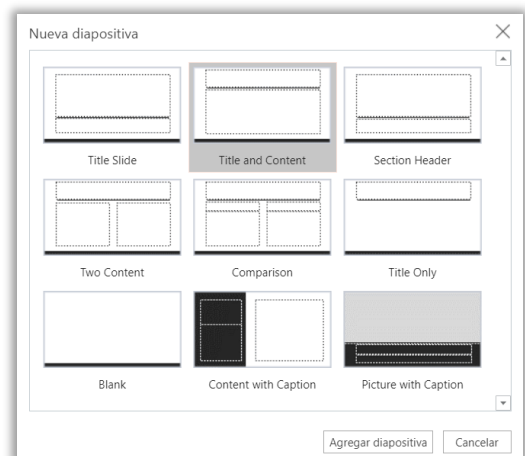 Nueva diapositiva
Title Slide
Title and Content
Section Header
Two Content
Comparison
Title Only
Blank
Content with Caption
Picture with Caption
Agregar diapositiva
Cancelar